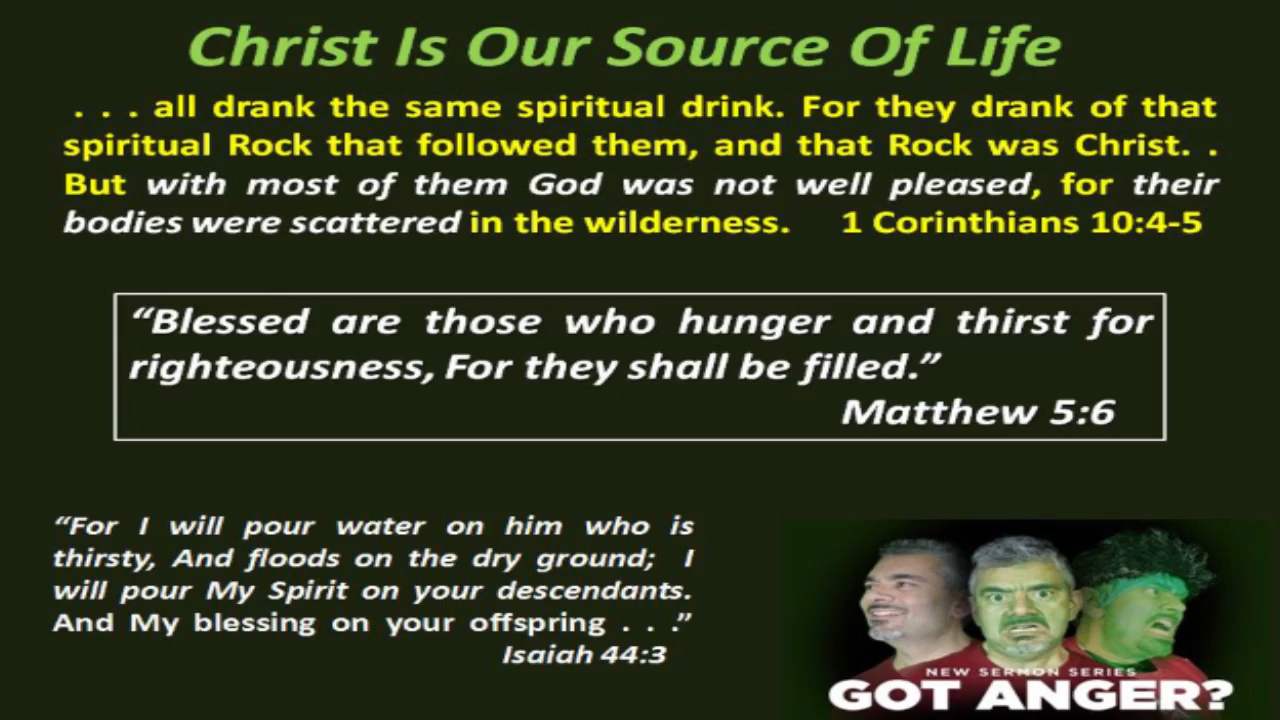 Christ Is Our Source Of Life
. . . all drank the same spiritual drink. For they drank of that
spiritual Rock that followed them, and that Rock was Christ. .
But with most of them God was not well pleased, for their
bodies were scattered in the wilderness. 1 Corinthians 10:4-5
“Blessed are those who hunger and thirst for
righteousness, For they shall be filled.”
Matthew 5:6
“For I will pour water on him who is
thirsty, And floods on the dry ground; I
will pour My Spirit on your descendants.
And My blessing on your offspring . . .”
Isaiah 44:3
NEW SERMON SERIES
GOT ANGER?